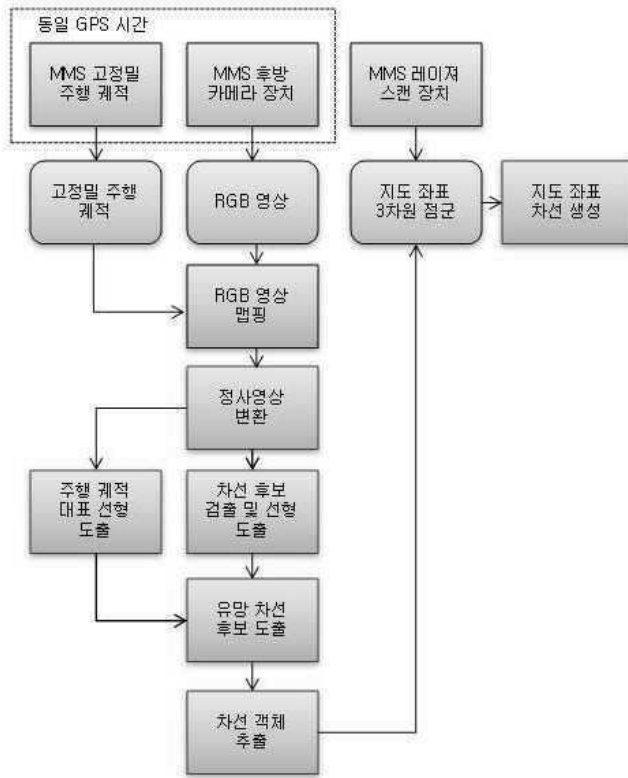 동일 GPS 시간
MMS 고정밀
주행 궤적
MMS 후방
카메라 장치
MMS 레이져
스캔 장치
고정밀 주행
궤적
RGB 영상
지도 좌표
3차원 점군
지도 좌표
차선 생성
RGB 영상
맵핑
정사영상
변환
주행 궤적
대표 선형
도출
차선 후보
검출 및 선형
도출
유망 차선
후보 도출
차선 객체
추출